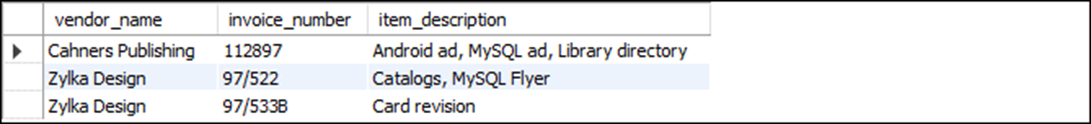 vendor_name invoice_number item_description
Cahners Publishing 112897 Android ad, MySQL ad, Library directory
Zylka Design 97/522 Catalogs, MySQL Flyer
Zylka Design 97/533B Card revision